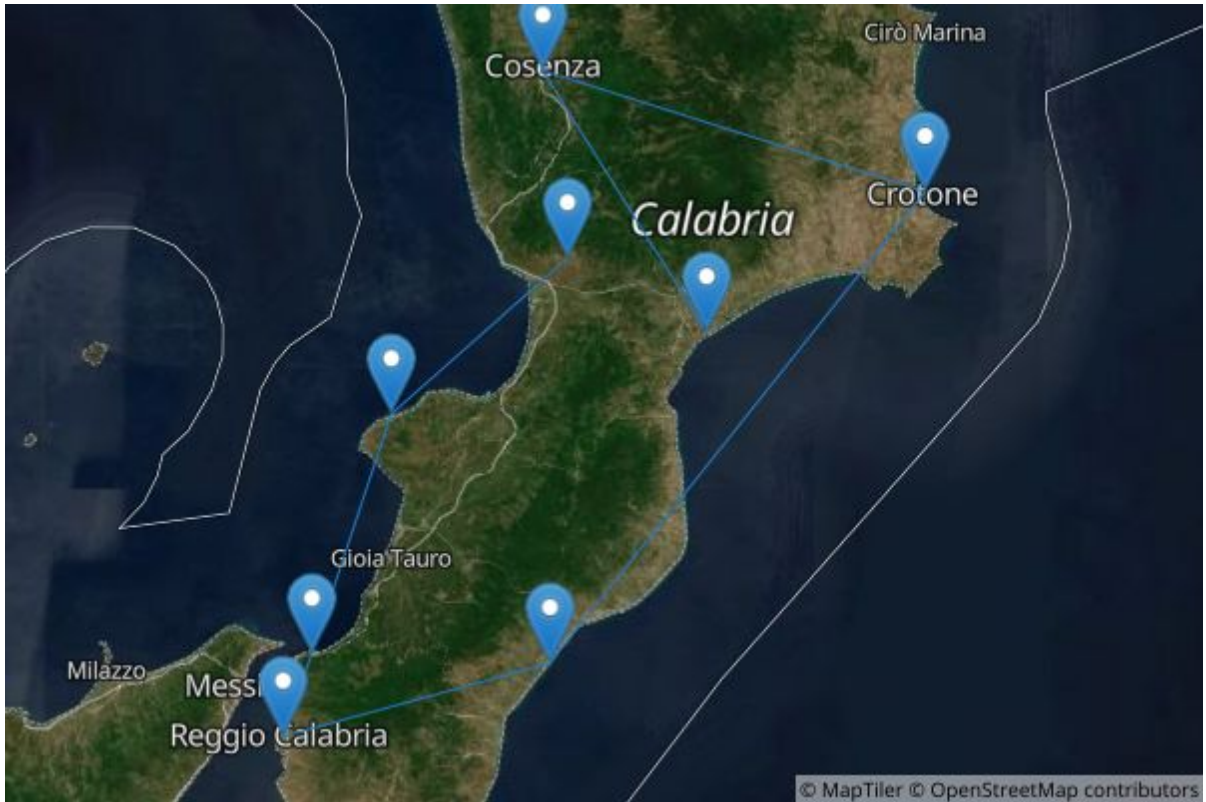 Cirò Marina
Cosenza
Crotone
Calabria
Gioia Tauro
Milazzo
Messi
Reggio Calabria
© MapTiler © OpenStreetMap contributors